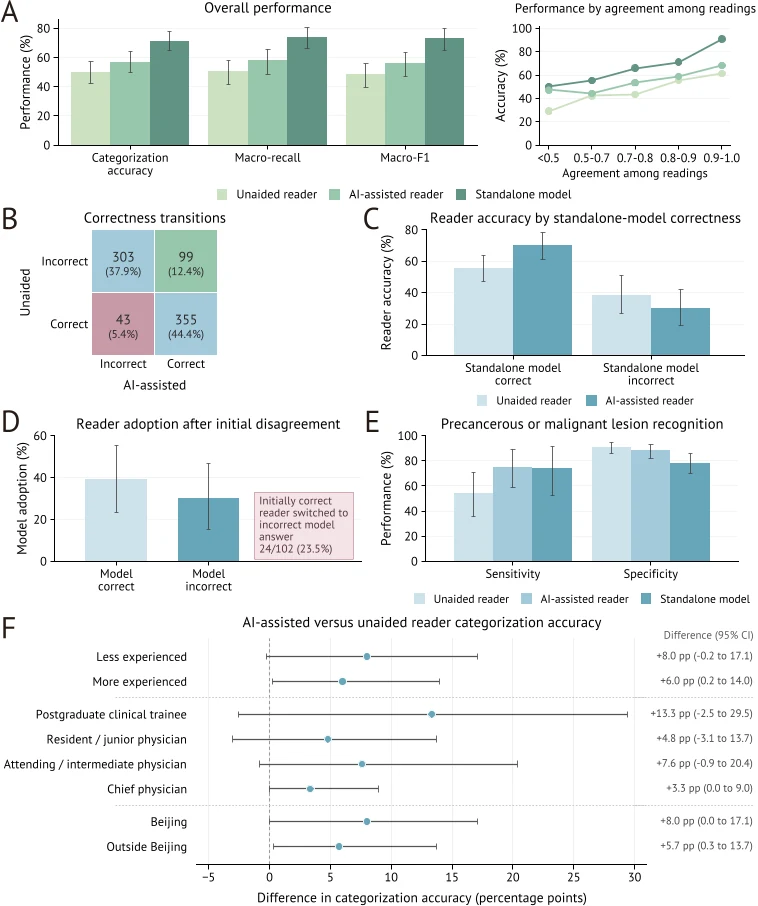 A
Overall performance
Performance (%)
80
60
40
20
0
Categorization
accuracy
Macro-recall
Macro-F1
Performance by agreement among readings
Accuracy (%)
100
80
60
40
20
0
<0.5
0.5-0.7
0.7-0.8
0.8-0.9
0.9-1.0
Agreement among readings
Unaided reader
AI-assisted reader
Standalone model
B
Correctness transitions
Unaided
Incorrect
Correct
303
(37.9%)
99
(12.4%)
43
(5.4%)
355
(44.4%)
Incorrect
Correct
AI-assisted
C
Reader accuracy by standalone-model correctness
Reader accuracy (%)
80
60
40
20
0
Standalone model
correct
Standalone model
incorrect
Unaided reader
AI-assisted reader
D
Reader adoption after initial disagreement
Model adoption (%)
60
40
20
0
Model
correct
Model
incorrect
Initially correct
reader switched to
incorrect model
answer
24/102 (23.5%)
E
Precancerous or malignant lesion recognition
Performance (%)
100
80
60
40
20
0
Sensitivity
Specificity
Unaided reader
AI-assisted reader
Standalone model
F
AI-assisted versus unaided reader categorization accuracy
Difference (95% CI)
Less experienced
+8.0 pp (-0.2 to 17.1)
More experienced
+6.0 pp (0.2 to 14.0)
Postgraduate clinical trainee
+13.3 pp (-2.5 to 29.5)
Resident / junior physician
+4.8 pp (-3.1 to 13.7)
Attending / intermediate physician
+7.6 pp (-0.9 to 20.4)
Chief physician
+3.3 pp (0.0 to 9.0)
Beijing
+8.0 pp (0.0 to 17.1)
Outside Beijing
+5.7 pp (0.3 to 13.7)
−5
0
5
10
15
20
25
30
Difference in categorization accuracy (percentage points)